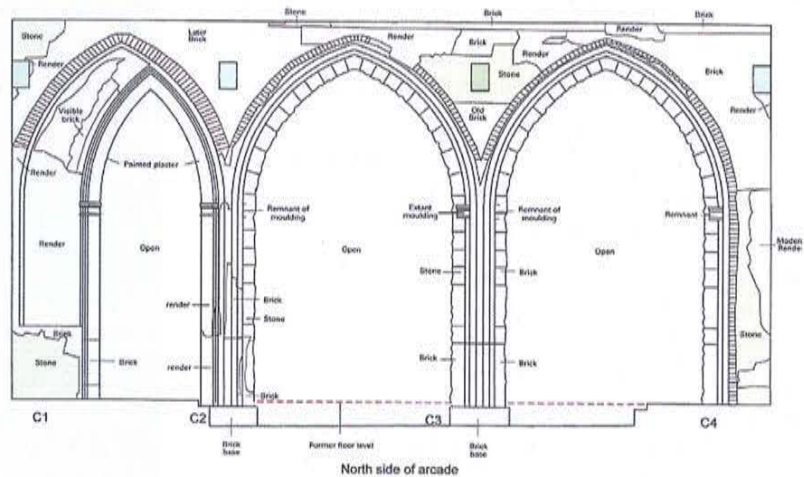 Stone
Brick
Brick
Stone
Later
Brick
Render
Brick
Render
Render
Render
Stone
Brick
Visible
brick
Old
Brick
Render
Render
Painted plaster
Remnant of
moulding
Extant
moulding
Remnant of
moulding
Remnant
Render
Open
Open
Open
Modern
Rende
Stone
Brick
render
Brick
Stone
Brick
Stone
Stone
Brick
render
Brick
Brick
Brick
C1
C2
C3
C4
Brick
base
Former floor level
Brick
base
North side of arcade